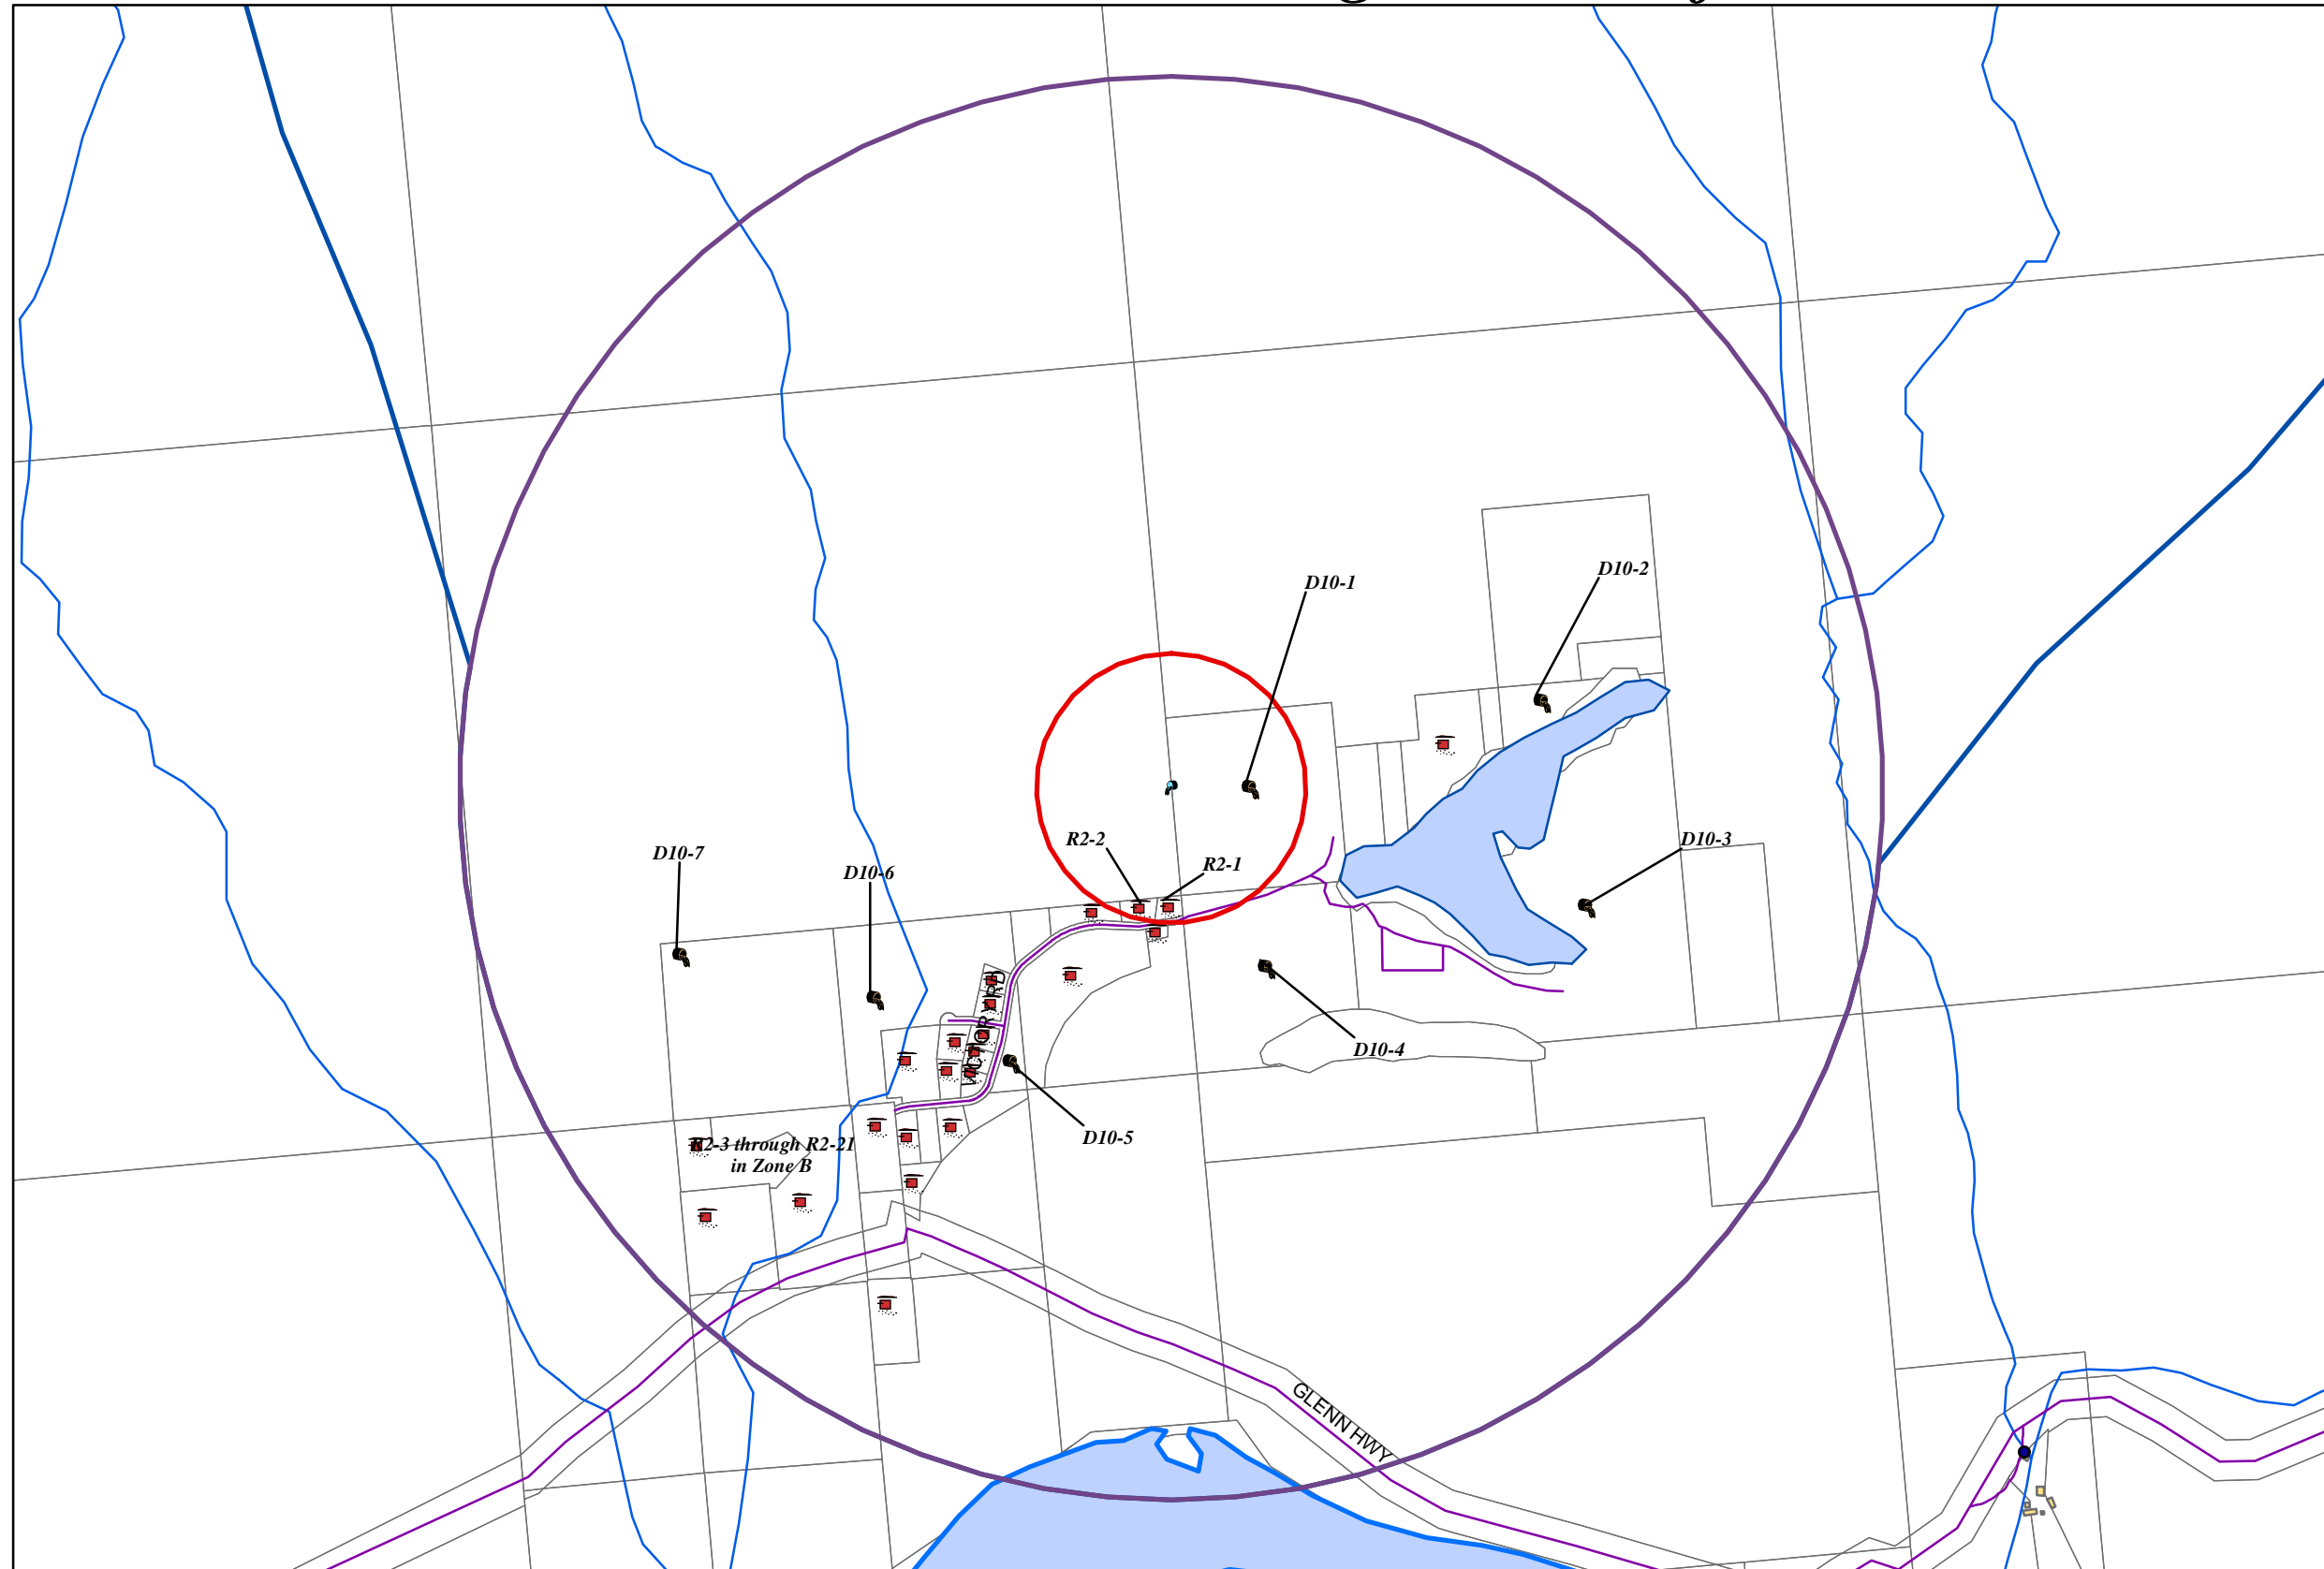 D10-2
D10-1
R2-2
D10-3
D10-7
R2-1
D10-6
D10-4
D10-5
R2-3 through R2-21
in Zone B
GLENN HWY